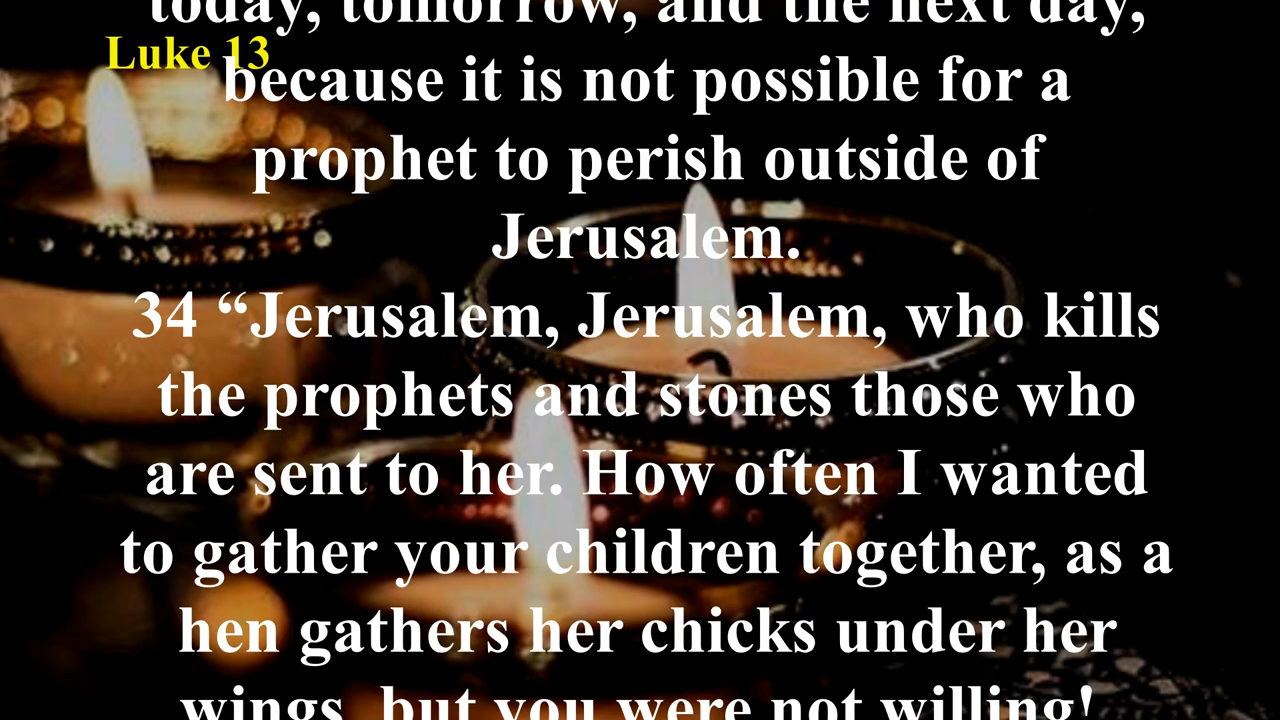 today, tomorrow, and the next day,
Luke 13
because it is not possible for a
prophet to perish outside of
Jerusalem.
34 “Jerusalem, Jerusalem, who kills
the prophets and stones those who
are sent to her. How often I wanted
to gather your children together, as a
hen gathers her chicks under her
wings, but you were not willing!